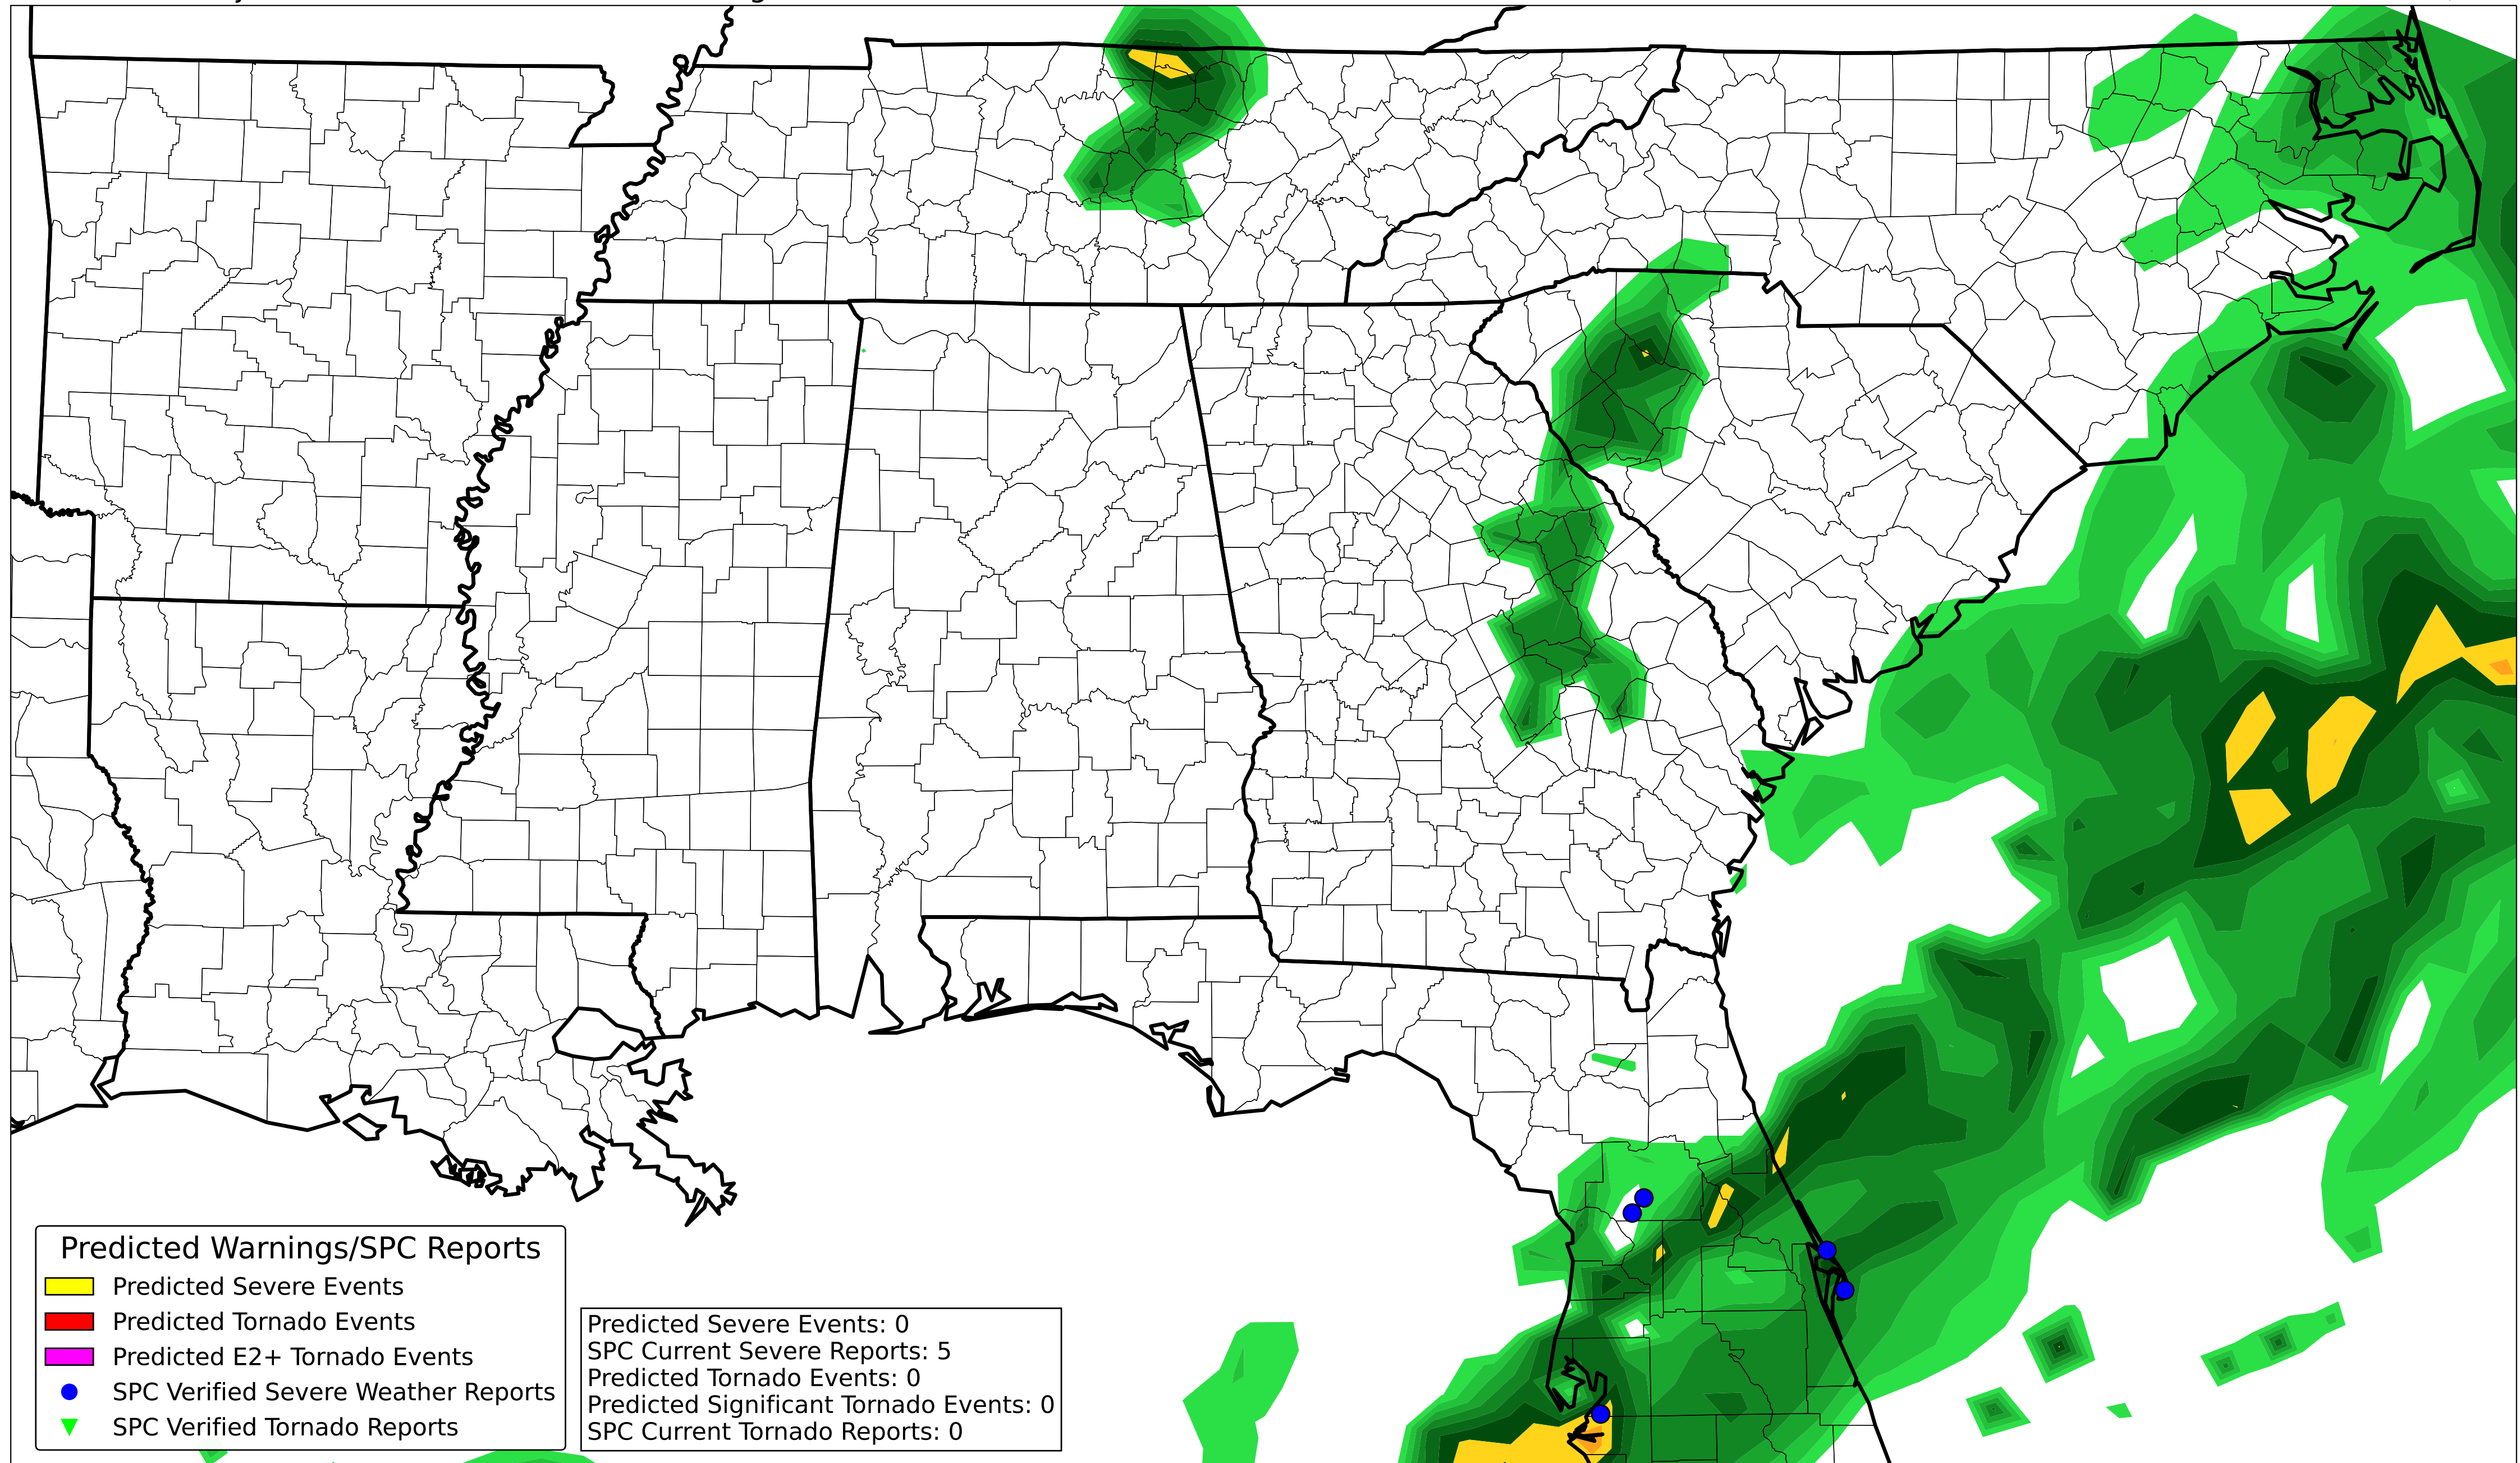 Predicted Warnings/SPC Reports
Predicted Severe Events
Predicted Tornado Events
Predicted E2+ Tornado Events
SPC Verified Severe Weather Reports
SPC Verified Tornado Reports
Predicted Severe Events: 0
SPC Current Severe Reports: 5
Predicted Tornado Events: 0
Predicted Significant Tornado Events: 0
SPC Current Tornado Reports: 0